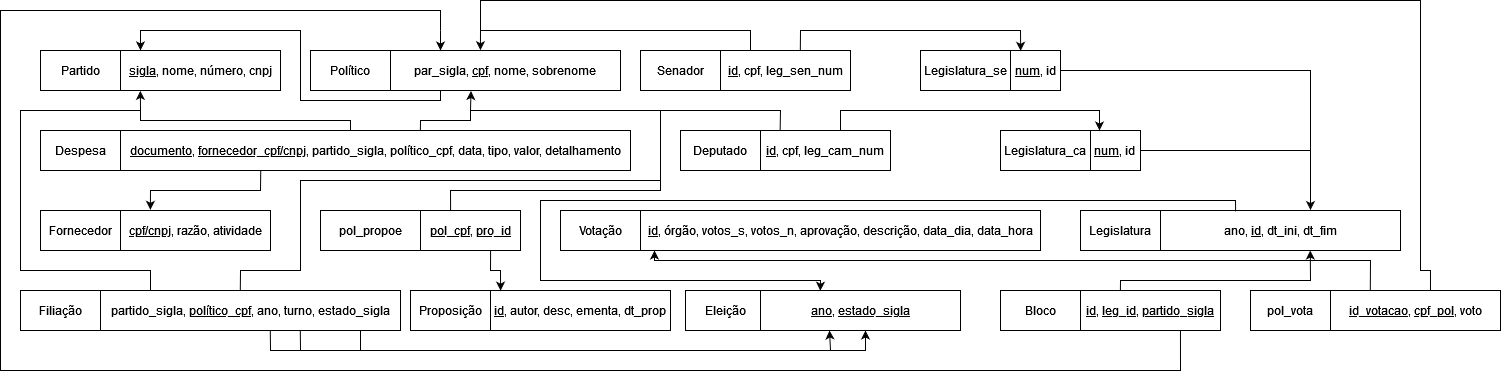 Partido sigla, nome, número, cnpj
Político par_sigla, cpf, nome, sobrenome
Senador id, cpf, leg_sen_num
Legislatura_se num, id
Despesa documento, fornecedor_cpf/cnpj, partido_sigla, político_cpf, data, tipo, valor, detalhamento
Deputado id, cpf, leg_cam_num
Legislatura_ca num, id
Fornecedor cpf/cnpj, razão, atividade
pol_propoe pol_cpf, pro_id
Votação id, órgão, votos_s, votos_n, aprovação, descrição, data_dia, data_hora
Legislatura ano, id, dt_ini, dt_fim
Filiação partido_sigla, político_cpf, ano, turno, estado_sigla
Proposição id, autor, desc, ementa, dt_prop
Eleição ano, estado_sigla
Bloco id, leg_id, partido_sigla
pol_vota id_votacao, cpf_pol, voto